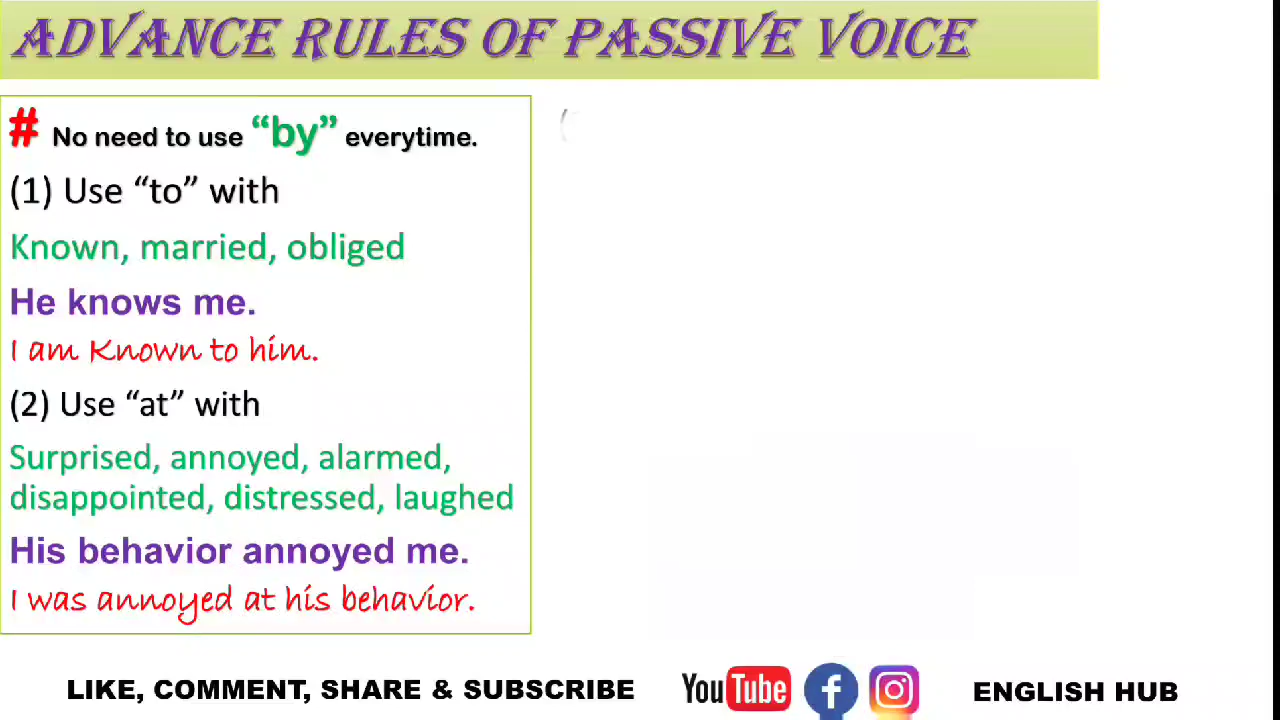 ADVANCE RULES OF PASSIVE VOICE
# No need to use “by” everytime.
(1) Use “to” with
Known, married, obliged
He knows me.
I am Known to him.
(2) Use “at” with
Surprised, annoyed, alarmed,
disappointed, distressed, laughed
His behavior annoyed me.
I was annoyed at his behavior.
LIKE, COMMENT, SHARE & SUBSCRIBE YouTube f ENGLISH HUB